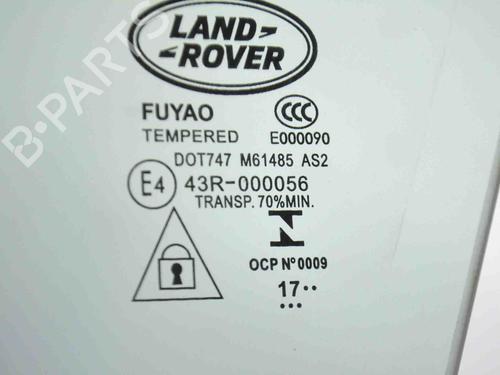 B-PARTS
LAND
ROVER
FUYAO CCC
TEMPERED E000090
DOT747 M61485 AS2
E4 43R-000056
TRANSP. 70%MIN.
OCP Nº0009
17··
···